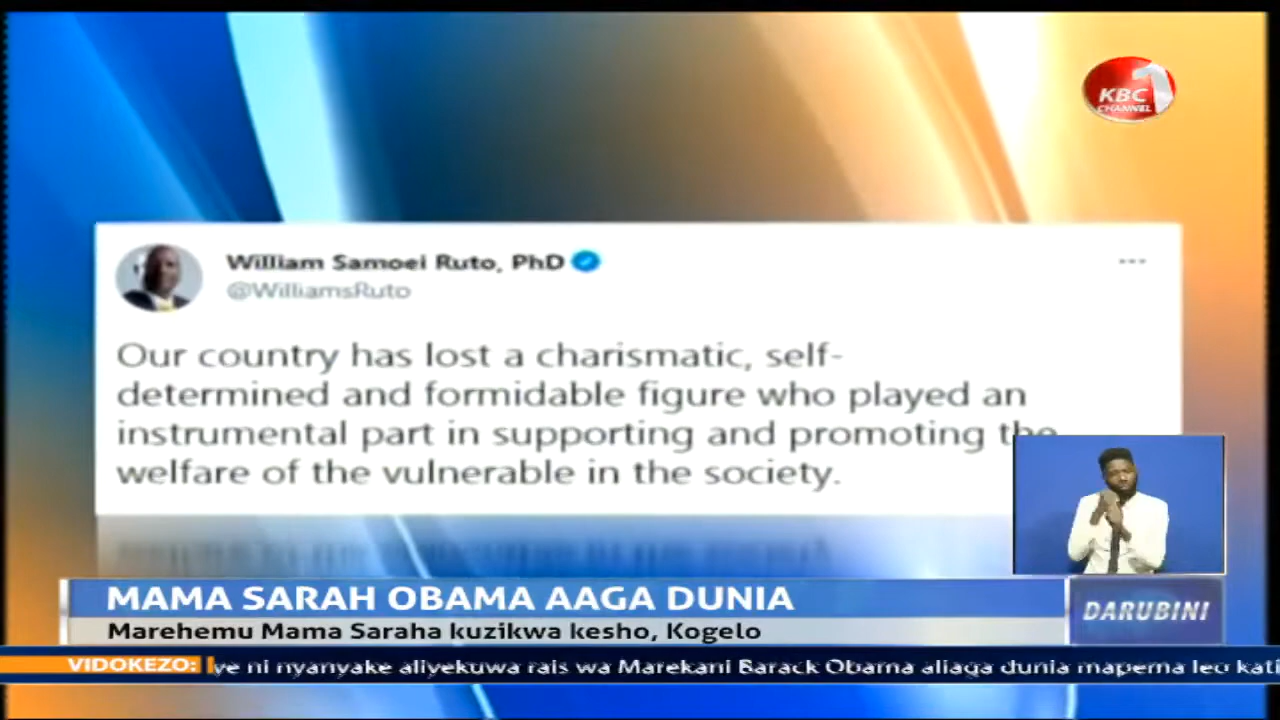 KBC 1
CHANNEL
William Samoei Ruto, PhD
@WilliamsRuto
Our country has lost a charismatic, self-
determined and formidable figure who played an
instrumental part in supporting and promoting the
welfare of the vulnerable in the society.
MAMA SARAH OBAMA AAGA DUNIA
DARUBINI
Marehemu Mama Saraha kuzikwa kesho, Kogelo
VIDOKEZO: ye ni nyanyake aliyekuwa rais wa Marekani Barack Obama aliaga dunia mapema leo kati